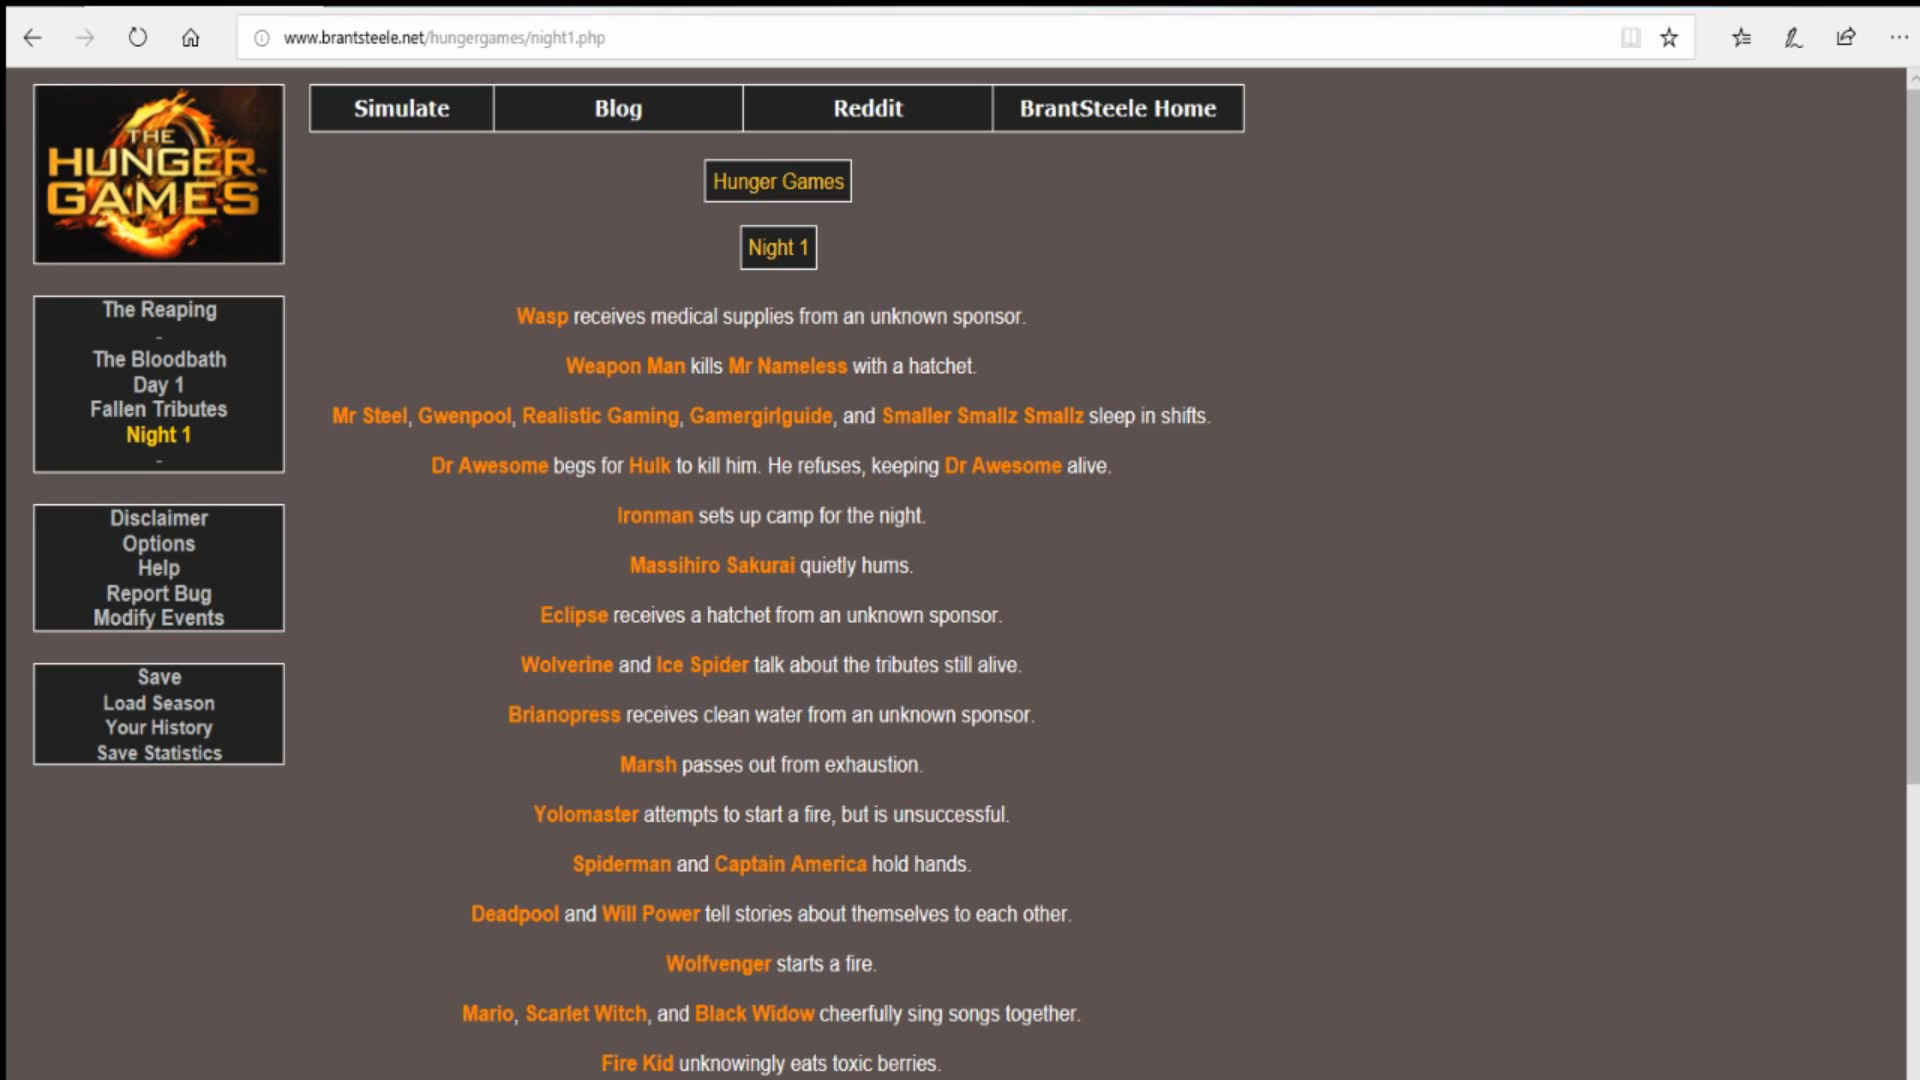 www.brantsteele.net/hungergames/night1.php
THE
HUNGER
GAMES
Simulate
Blog
Reddit
BrantSteele Home
Hunger Games
Night 1
The Reaping
-
The Bloodbath
Day 1
Fallen Tributes
Night 1
-
Disclaimer
Options
Help
Report Bug
Modify Events
Save
Load Season
Your History
Save Statistics
Wasp receives medical supplies from an unknown sponsor.
Weapon Man kills Mr Nameless with a hatchet.
Mr Steel, Gwenpool, Realistic Gaming, Gamergirlguide, and Smaller Smallz Smallz sleep in shifts.
Dr Awesome begs for Hulk to kill him. He refuses, keeping Dr Awesome alive.
Ironman sets up camp for the night.
Massihiro Sakurai quietly hums.
Eclipse receives a hatchet from an unknown sponsor.
Wolverine and Ice Spider talk about the tributes still alive.
Brianopress receives clean water from an unknown sponsor.
Marsh passes out from exhaustion.
Yolomaster attempts to start a fire, but is unsuccessful.
Spiderman and Captain America hold hands.
Deadpool and Will Power tell stories about themselves to each other.
Wolfvenger starts a fire.
Mario, Scarlet Witch, and Black Widow cheerfully sing songs together.
Fire Kid unknowingly eats toxic berries.